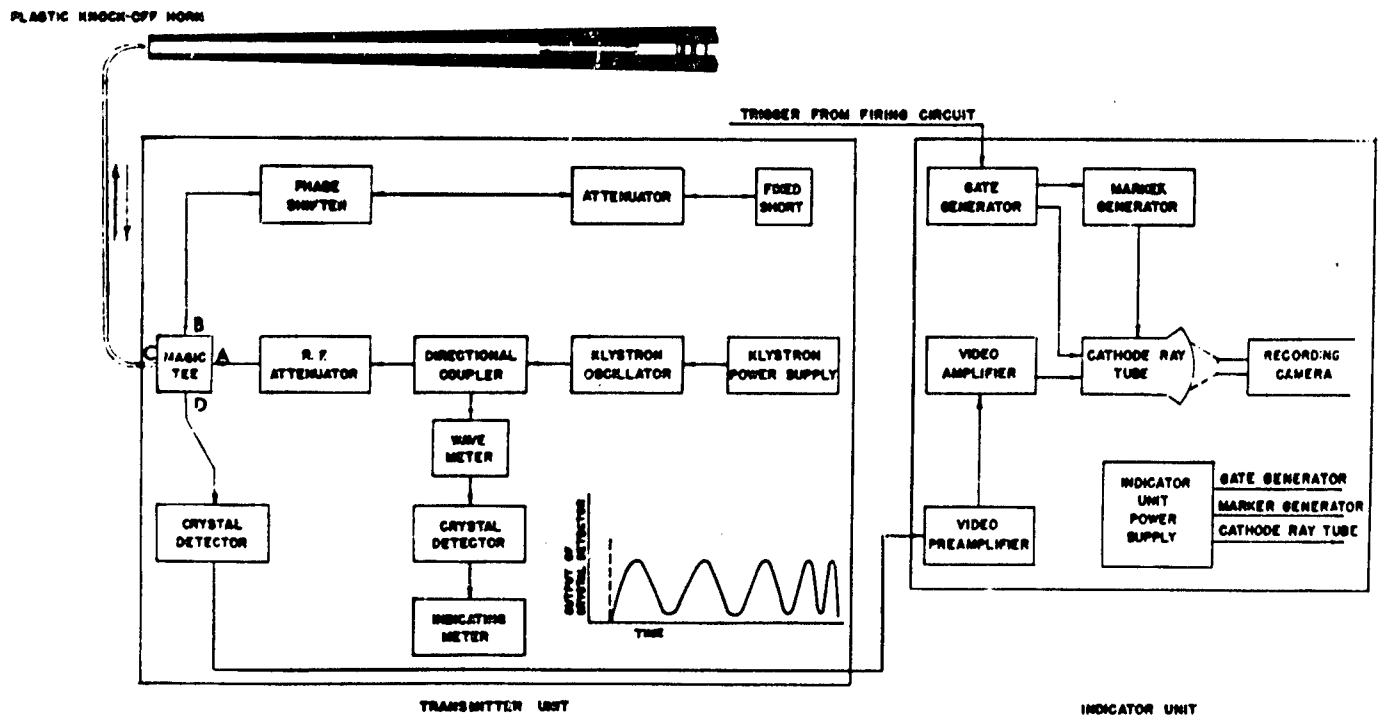 PLASTIC KNOCK-OFF HORN
TRIGGER FROM FIRING CIRCUIT
PHASE
SHIFTER
ATTENUATOR
FIXED
SHORT
GATE
GENERATOR
MARKER
GENERATOR
B
C
MAGIC
TEE
A
D
R. F.
ATTENUATOR
DIRECTIONAL
COUPLER
KLYSTRON
OSCILLATOR
KLYSTRON
POWER SUPPLY
VIDEO
AMPLIFIER
CATHODE RAY
TUBE
RECORDING
CAMERA
WAVE
METER
CRYSTAL
DETECTOR
CRYSTAL
DETECTOR
INDICATING
METER
OUTPUT OF
CRYSTAL DETECTOR
TIME
VIDEO
PREAMPLIFIER
INDICATOR
UNIT
POWER
SUPPLY
GATE GENERATOR
MARKER GENERATOR
CATHODE RAY TUBE
TRANSMITTER UNIT
INDICATOR UNIT